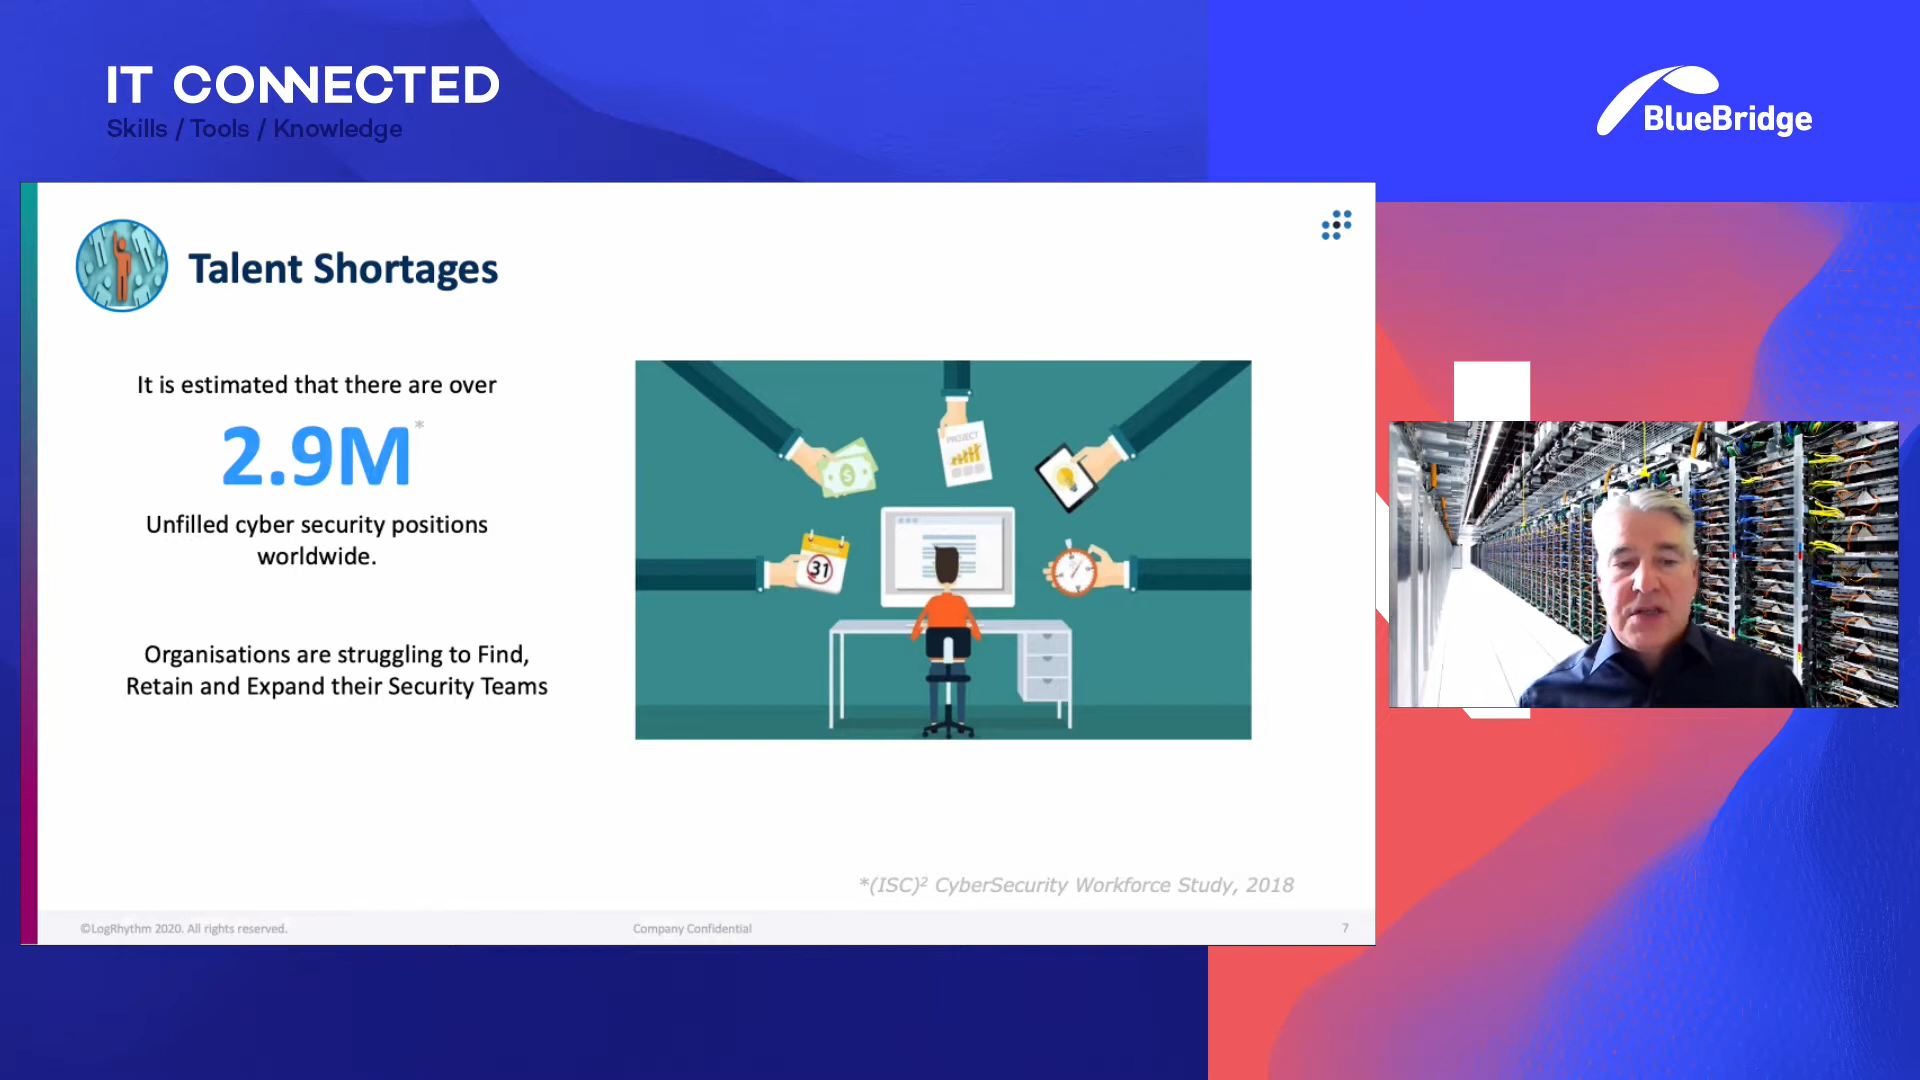 IT CONNECTED
Skills / Tools / Knowledge
BlueBridge
Talent Shortages
It is estimated that there are over
2.9M*
Unfilled cyber security positions
worldwide.
Organisations are struggling to Find,
Retain and Expand their Security Teams
PROJECT
$
31
*(ISC)² CyberSecurity Workforce Study, 2018
©LogRhythm 2020. All rights reserved.
Company Confidential
7